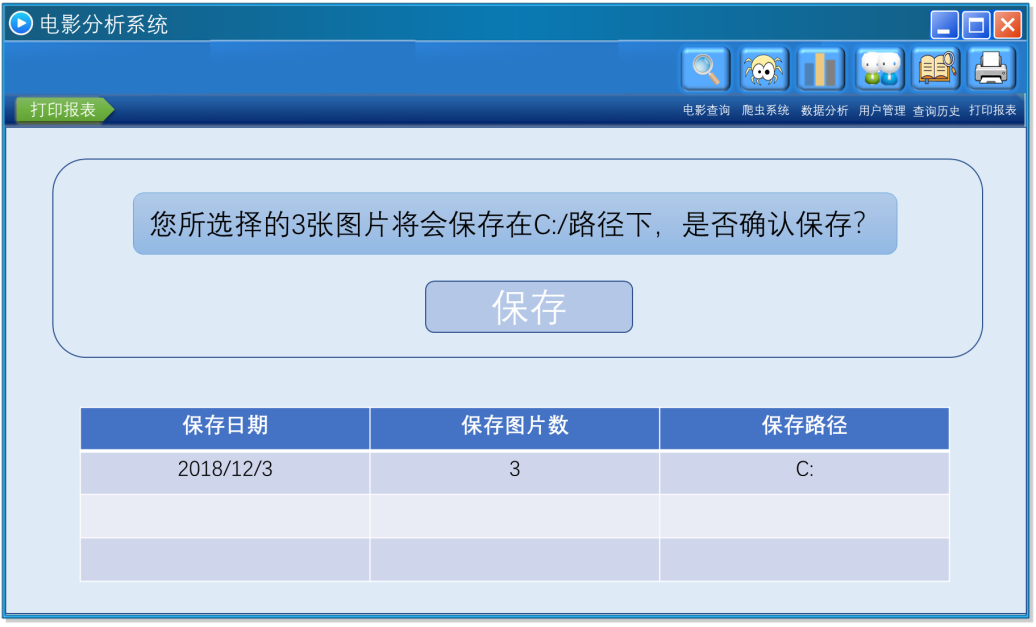 电影分析系统
电影查询 爬虫系统 数据分析 用户管理 查询历史 打印报表
打印报表
您所选择的3张图片将会保存在C:/路径下，是否确认保存？
保存
保存日期 保存图片数 保存路径
2018/12/3 3 C: